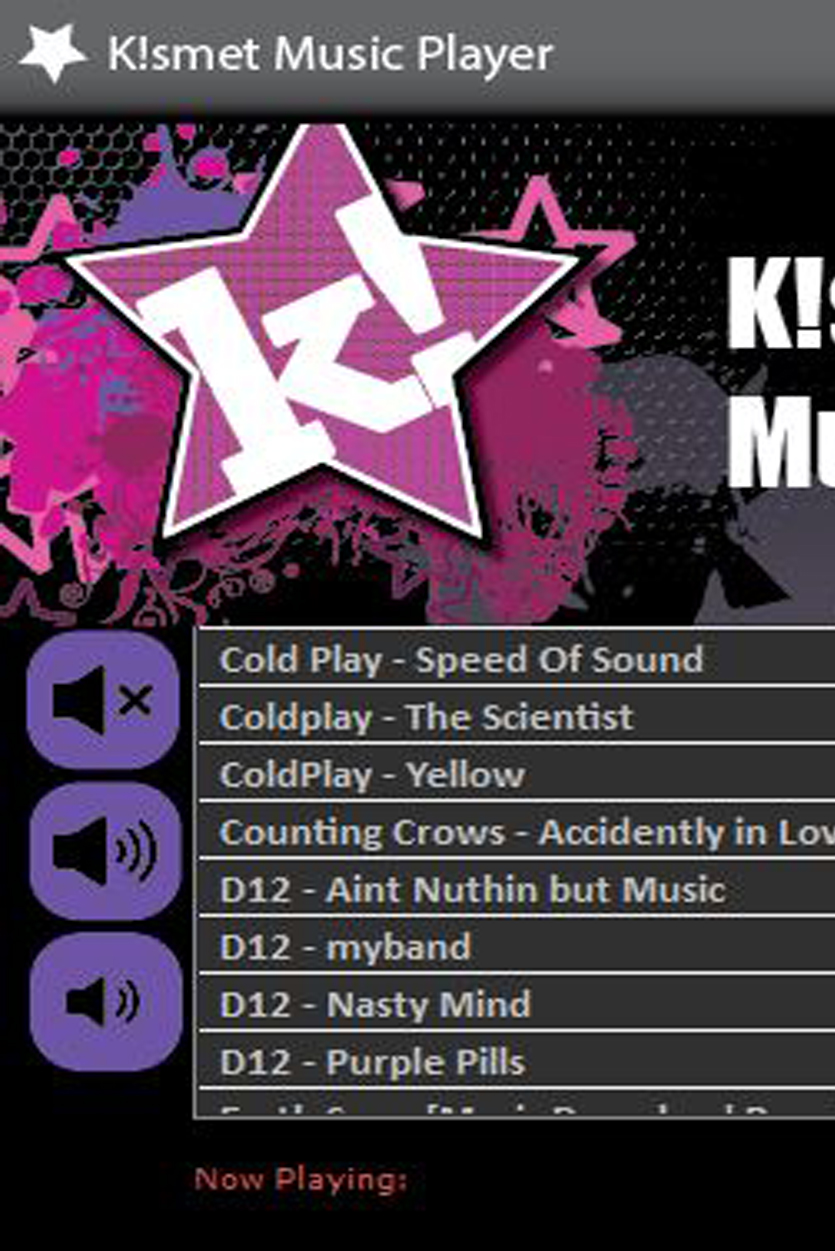 K!smet Music Player
k!
K!
Mu
Cold Play - Speed Of Sound
Coldplay - The Scientist
ColdPlay - Yellow
Counting Crows - Accidently in Lov
D12 - Aint Nuthin but Music
D12 - myband
D12 - Nasty Mind
D12 - Purple Pills
Now Playing: